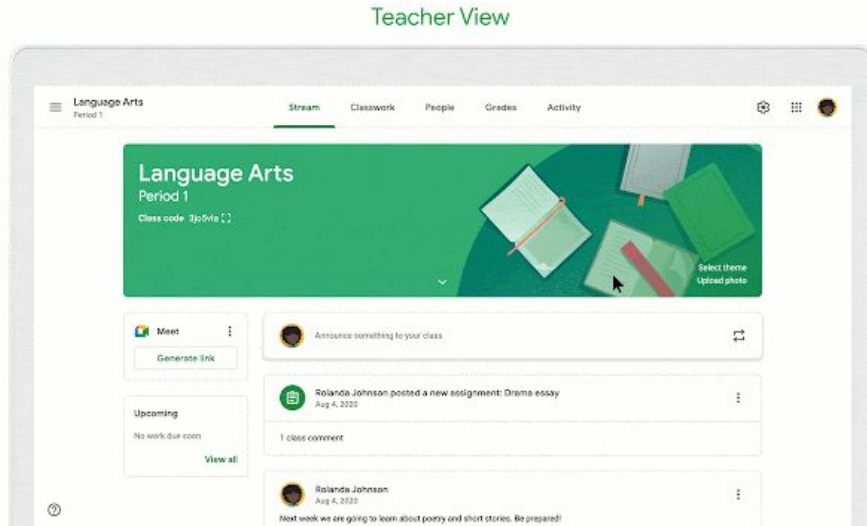 Teacher View
Language Arts
Period 1
Stream Classwork People Grades Activity
Language Arts
Period 1
Class code 3jo5via
Select theme
Upload photo
Meet
Generate link
Announce something to your class
Rolanda Johnson posted a new assignment: Drama essay
Aug 4, 2020
1 class comment
Upcoming
No work due soon
View all
Rolanda Johnson
Aug 4, 2020
Next week we are going to learn about poetry and short stories. Be prepared!